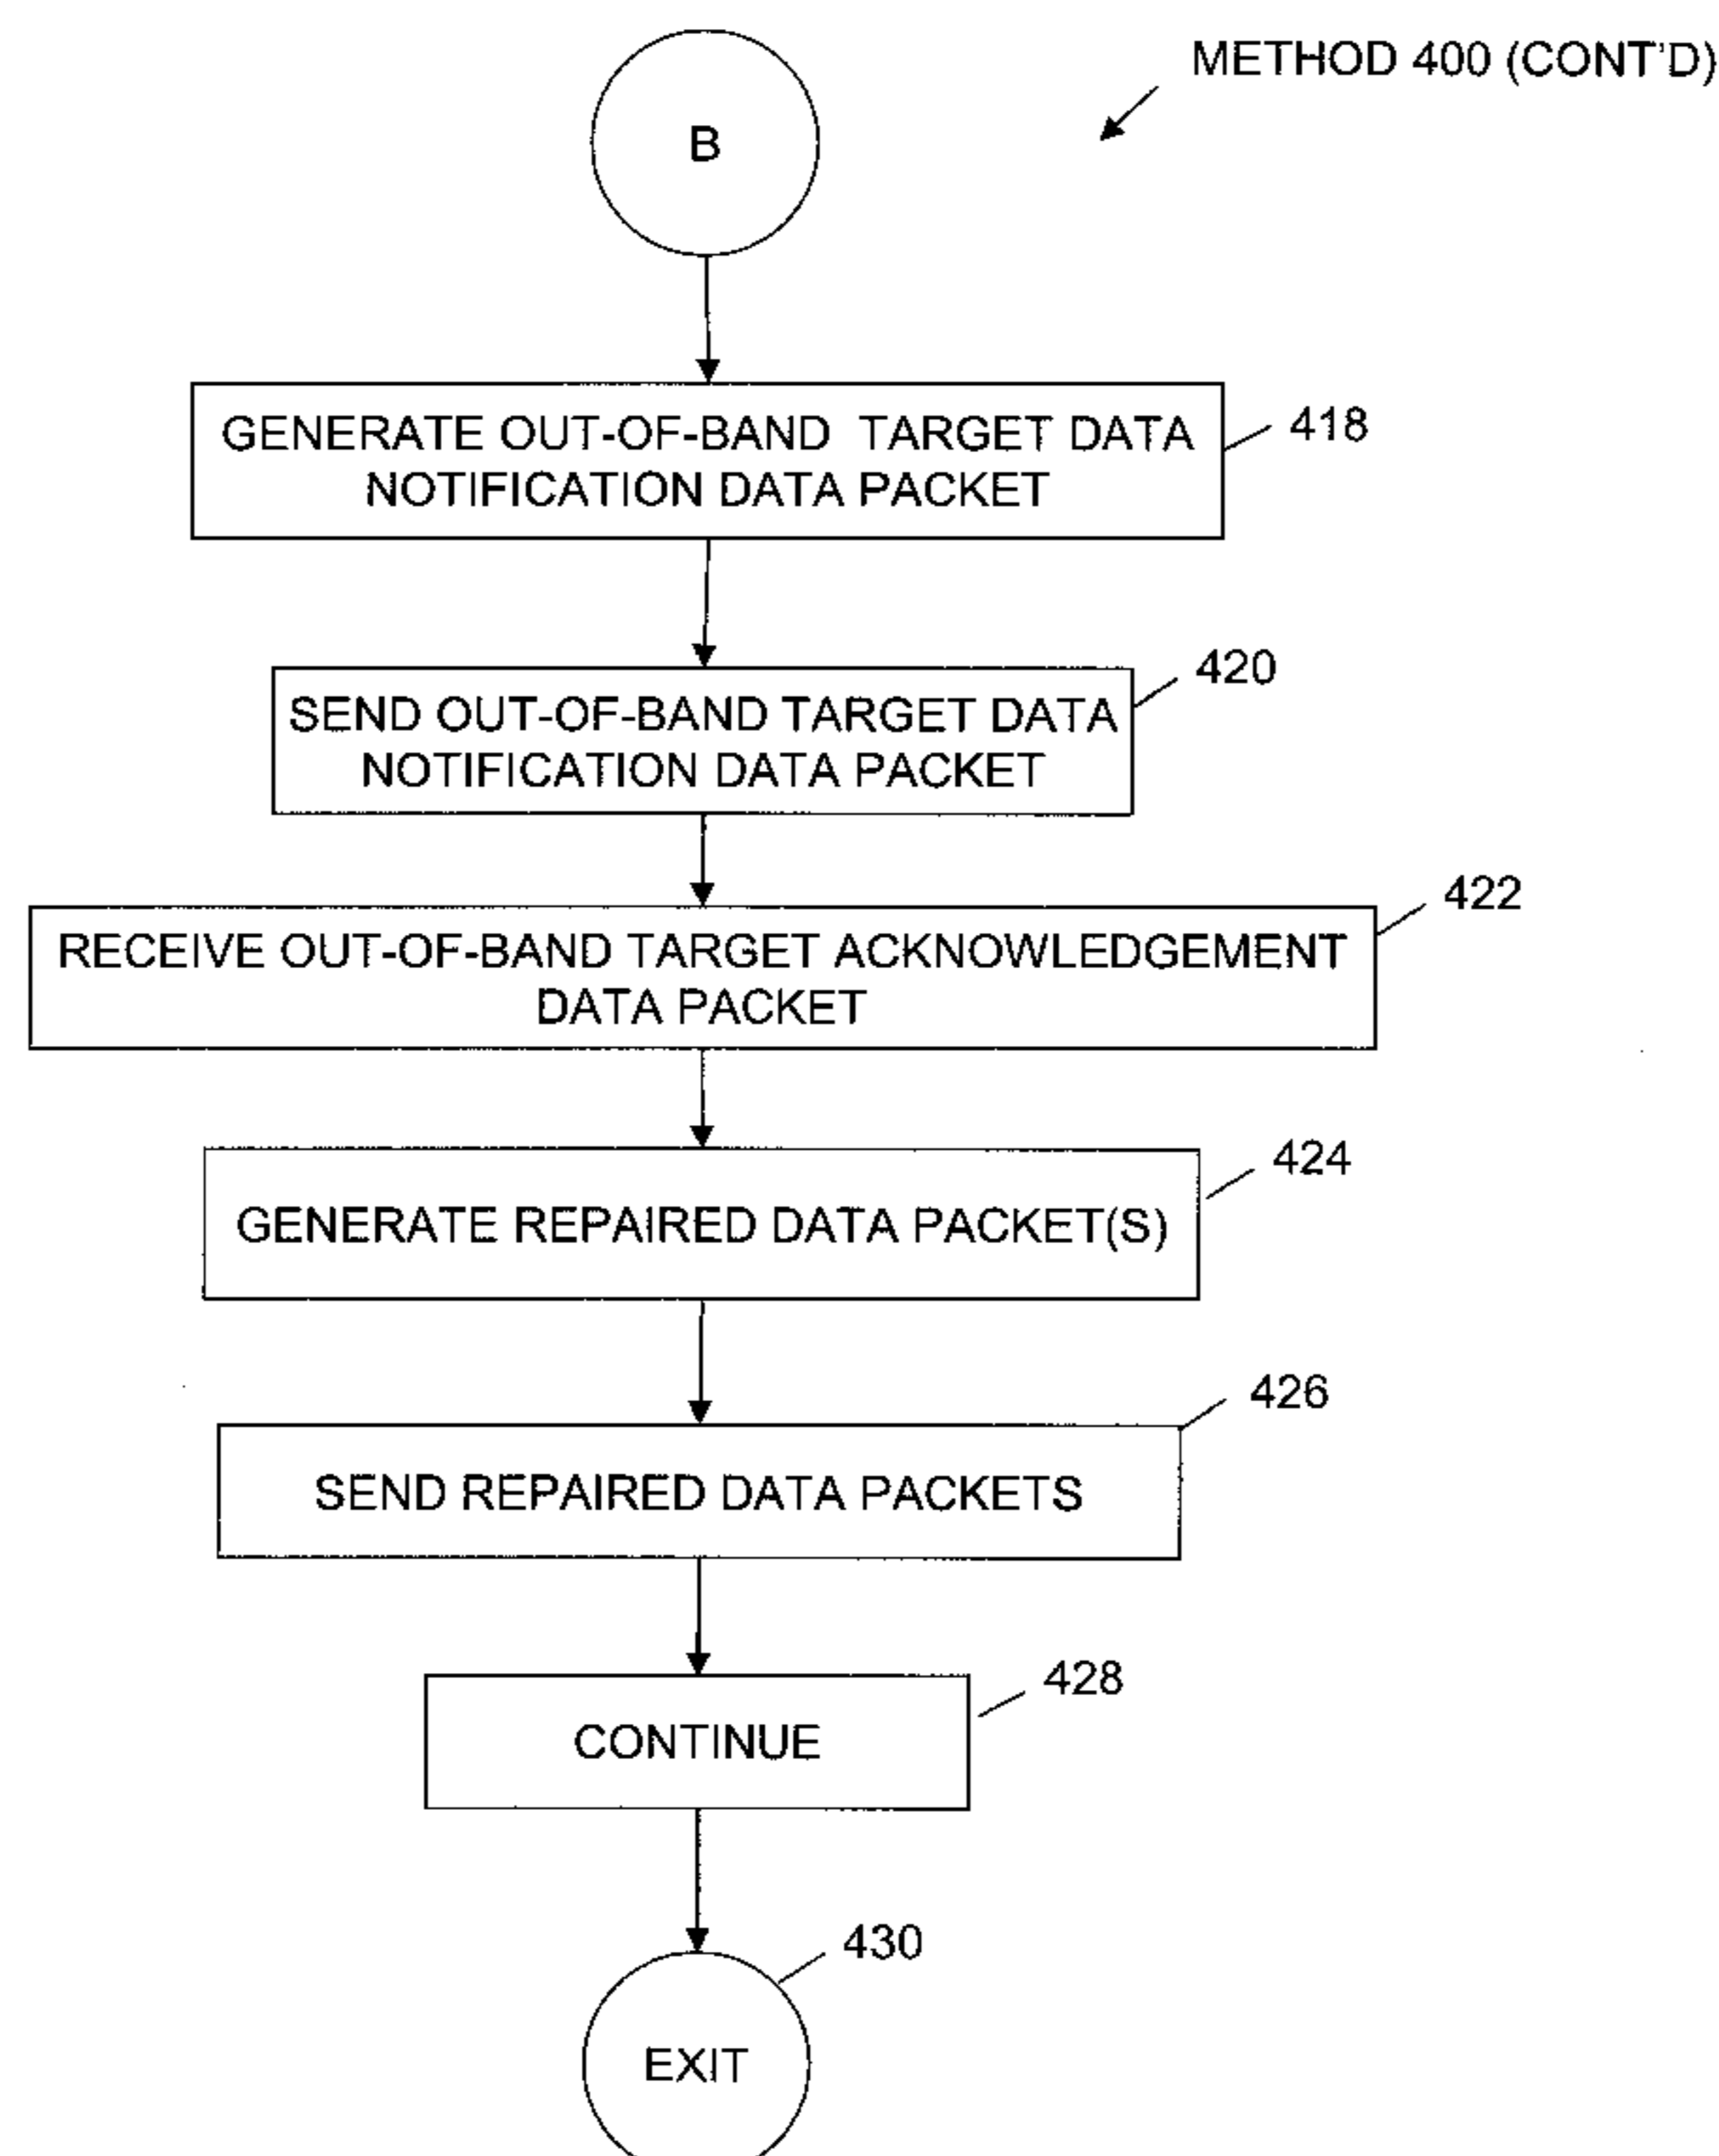 METHOD 400 (CONT'D)
B
GENERATE OUT-OF-BAND TARGET DATA
NOTIFICATION DATA PACKET
418
SEND OUT-OF-BAND TARGET DATA
NOTIFICATION DATA PACKET
420
RECEIVE OUT-OF-BAND TARGET ACKNOWLEDGEMENT
DATA PACKET
422
GENERATE REPAIRED DATA PACKET(S)
424
SEND REPAIRED DATA PACKETS
426
CONTINUE
428
EXIT
430